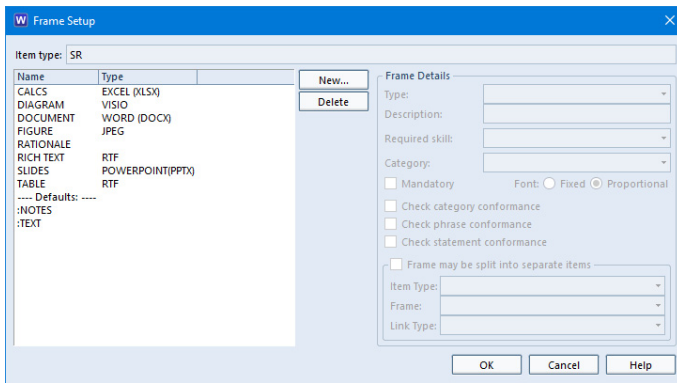 W Frame Setup
Item type: SR
Name Type
CALCS EXCEL (XLSX)
DIAGRAM VISIO
DOCUMENT WORD (DOCX)
FIGURE JPEG
RATIONALE
RICH TEXT RTF
SLIDES POWERPOINT(PPTX)
TABLE RTF
---- Defaults: ----
:NOTES
:TEXT
New...
Delete
Frame Details
Type:
Description:
Required skill:
Category:
Mandatory Font: Fixed Proportional
Check category conformance
Check phrase conformance
Check statement conformance
Frame may be split into separate items
Item Type:
Frame:
Link Type:
OK Cancel Help